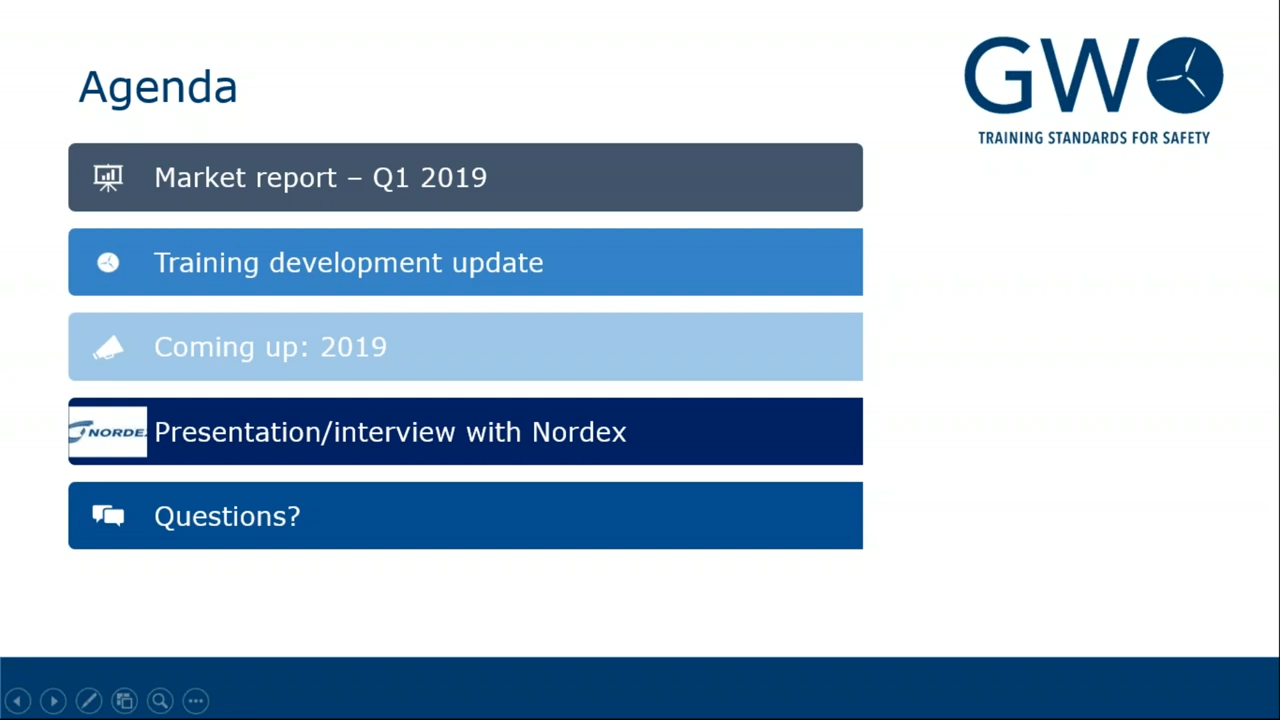 Agenda
GWO
TRAINING STANDARDS FOR SAFETY
Market report – Q1 2019
Training development update
Coming up: 2019
NORDE
Presentation/interview with Nordex
Questions?